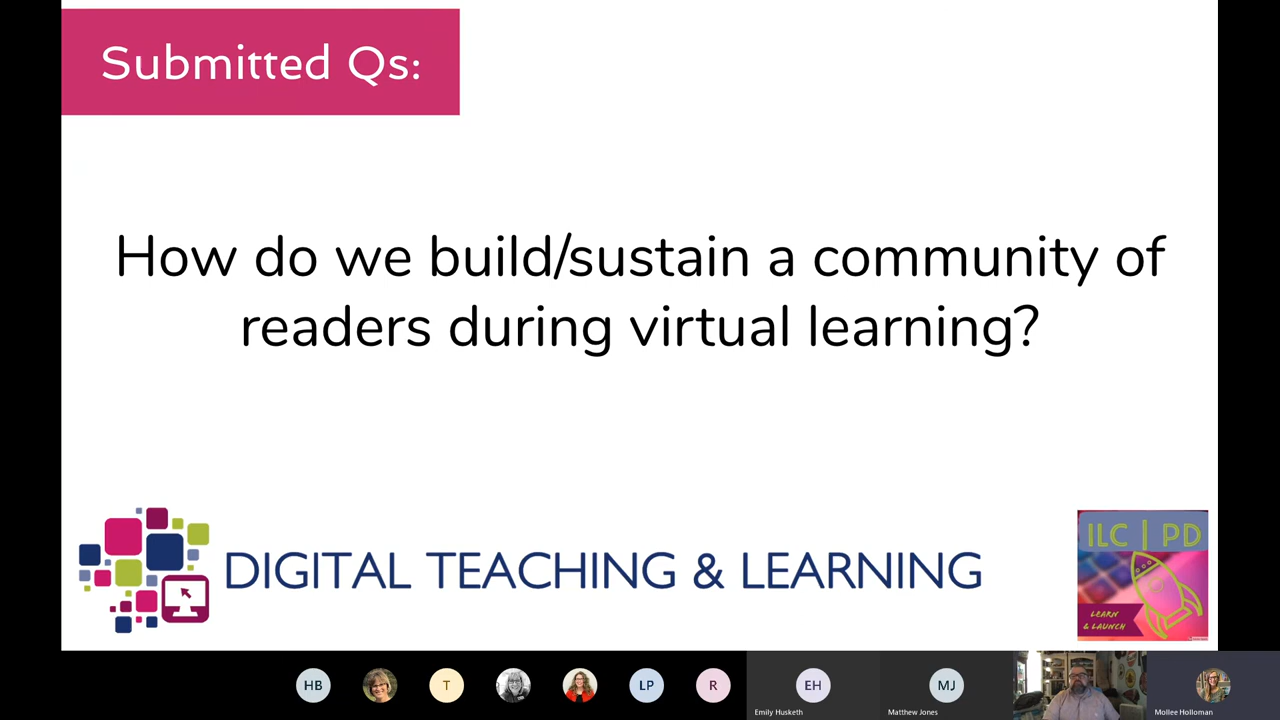 Submitted Qs:
How do we build/sustain a community of
readers during virtual learning?
DIGITAL TEACHING & LEARNING
ILC | PD
LEARN
& LAUNCH
HB
T
LP
R
EH
MJ
Emily Husketh
Matthew Jones
Mollee Holloman